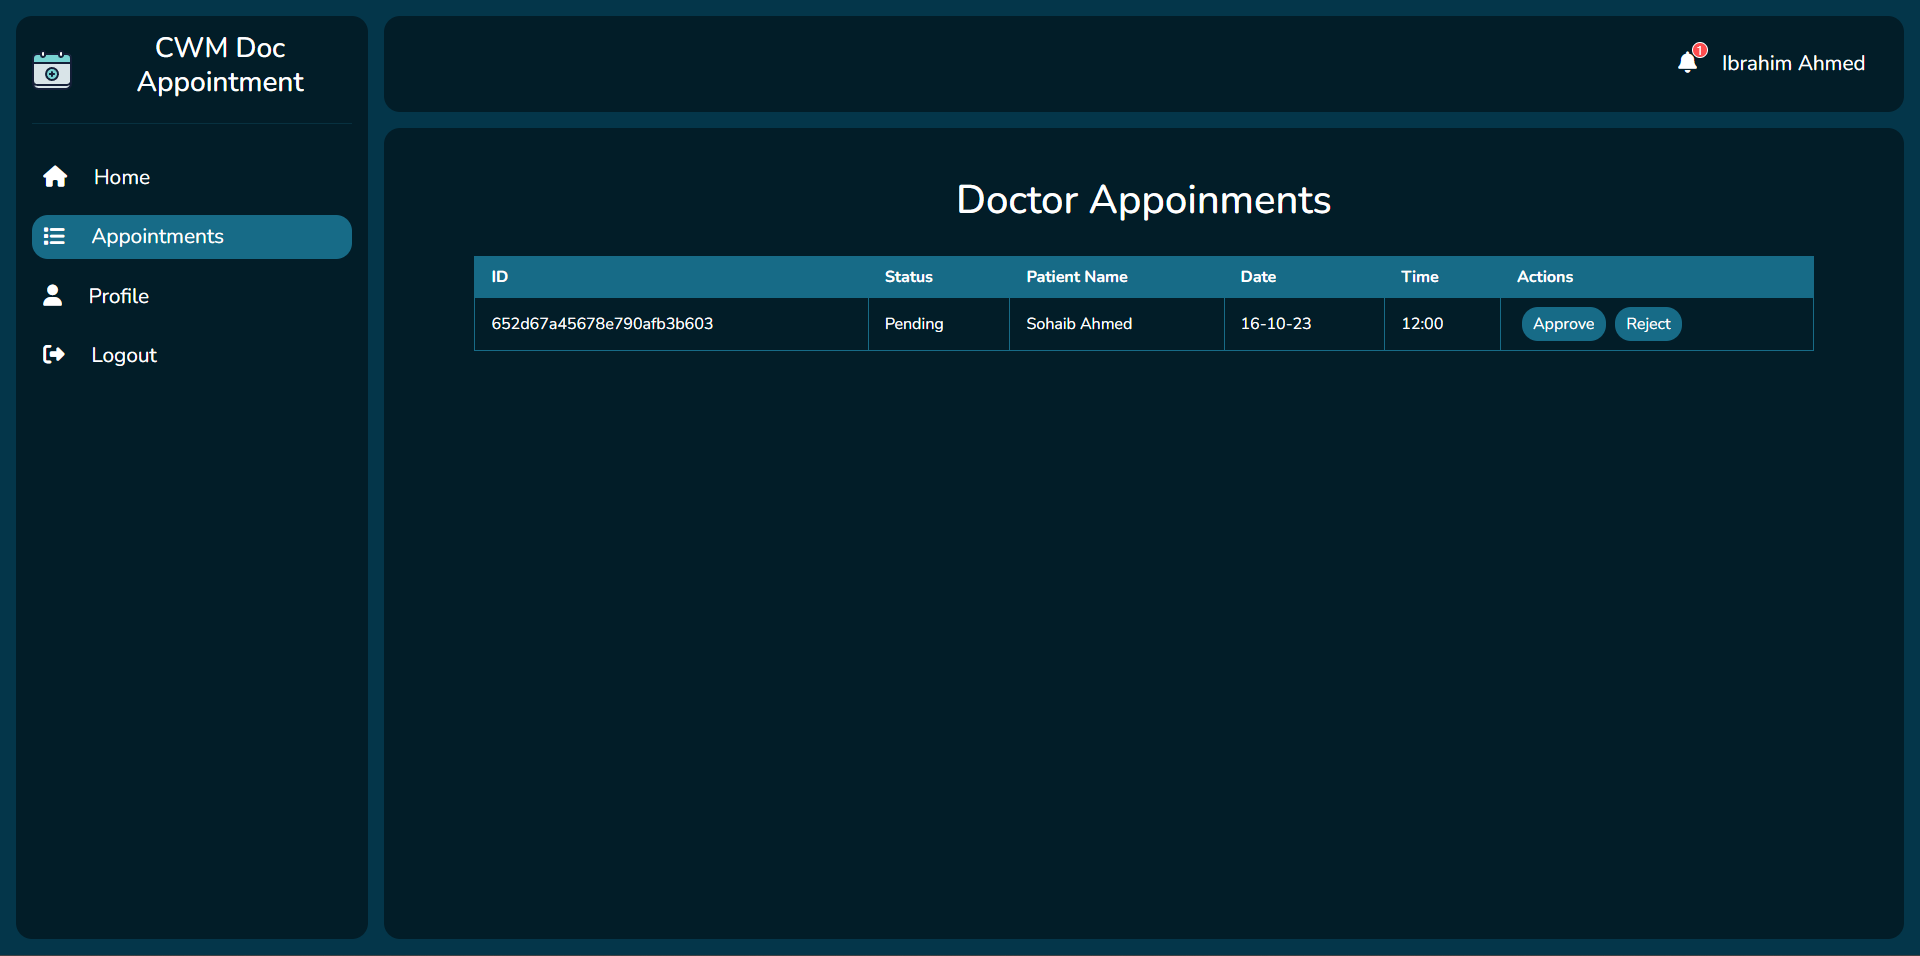 CWM Doc
Appointment
Home
Appointments
Profile
Logout
1
Ibrahim Ahmed
Doctor Appoinments
ID Status Patient Name Date Time Actions
652d67a45678e790afb3b603 Pending Sohaib Ahmed 16-10-23 12:00 Approve Reject